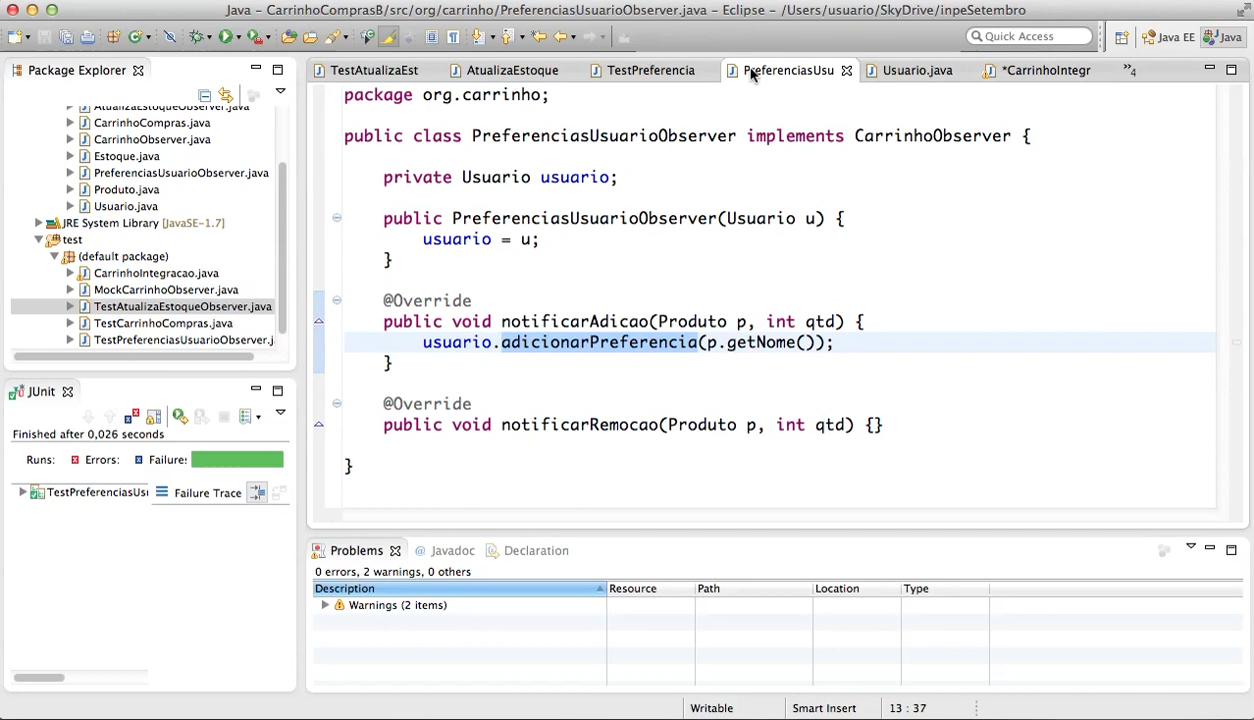 Java - CarrinhoComprasB/src/org/carrinho/PreferenciasUsuarioObserver.java - Eclipse - /Users/usuario/SkyDrive/inpeSetembro
Quick Access
Java EE
Java
Package Explorer
TestAtualizaEst
AtualizaEstoque
TestPreferencia
PreferenciasUsu
Usuario.java
*CarrinhoIntegr
»4
AtualizaEstoqueObserver.java
CarrinhoCompras.java
CarrinhoObserver.java
Estoque.java
PreferenciasUsuarioObserver.java
Produto.java
Usuario.java
JRE System Library [JavaSE-1.7]
test
(default package)
CarrinhoIntegracao.java
MockCarrinhoObserver.java
TestAtualizaEstoqueObserver.java
TestCarrinhoCompras.java
TestPreferenciasUsuarioObserver.j
package org.carrinho;
public class PreferenciasUsuarioObserver implements CarrinhoObserver {
private Usuario usuario;
public PreferenciasUsuarioObserver(Usuario u) {
usuario = u;
}
@Override
public void notificarAdicao(Produto p, int qtd) {
usuario.adicionarPreferencia(p.getNome());
}
@Override
public void notificarRemocao(Produto p, int qtd) {}
}
JUnit
Finished after 0,026 seconds
Runs:
Errors:
Failure:
TestPreferenciasUsu
Failure Trace
Problems
@ Javadoc
Declaration
0 errors, 2 warnings, 0 others
Description
Resource
Path
Location
Type
Warnings (2 items)
Writable
Smart Insert
13 : 37